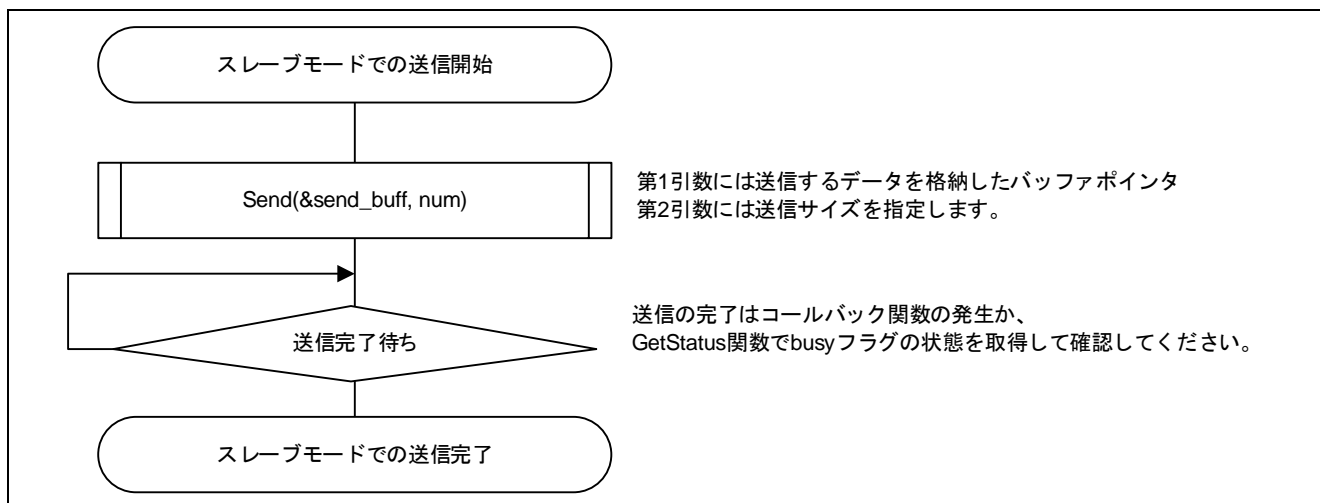 スレーブモードでの送信開始
Send(&send_buff, num)
第1引数には送信するデータを格納したバッファポインタ
第2引数には送信サイズを指定します。
送信完了待ち
送信の完了はコールバック関数の発生か、
GetStatus関数でbusyフラグの状態を取得して確認してください。
スレーブモードでの送信完了